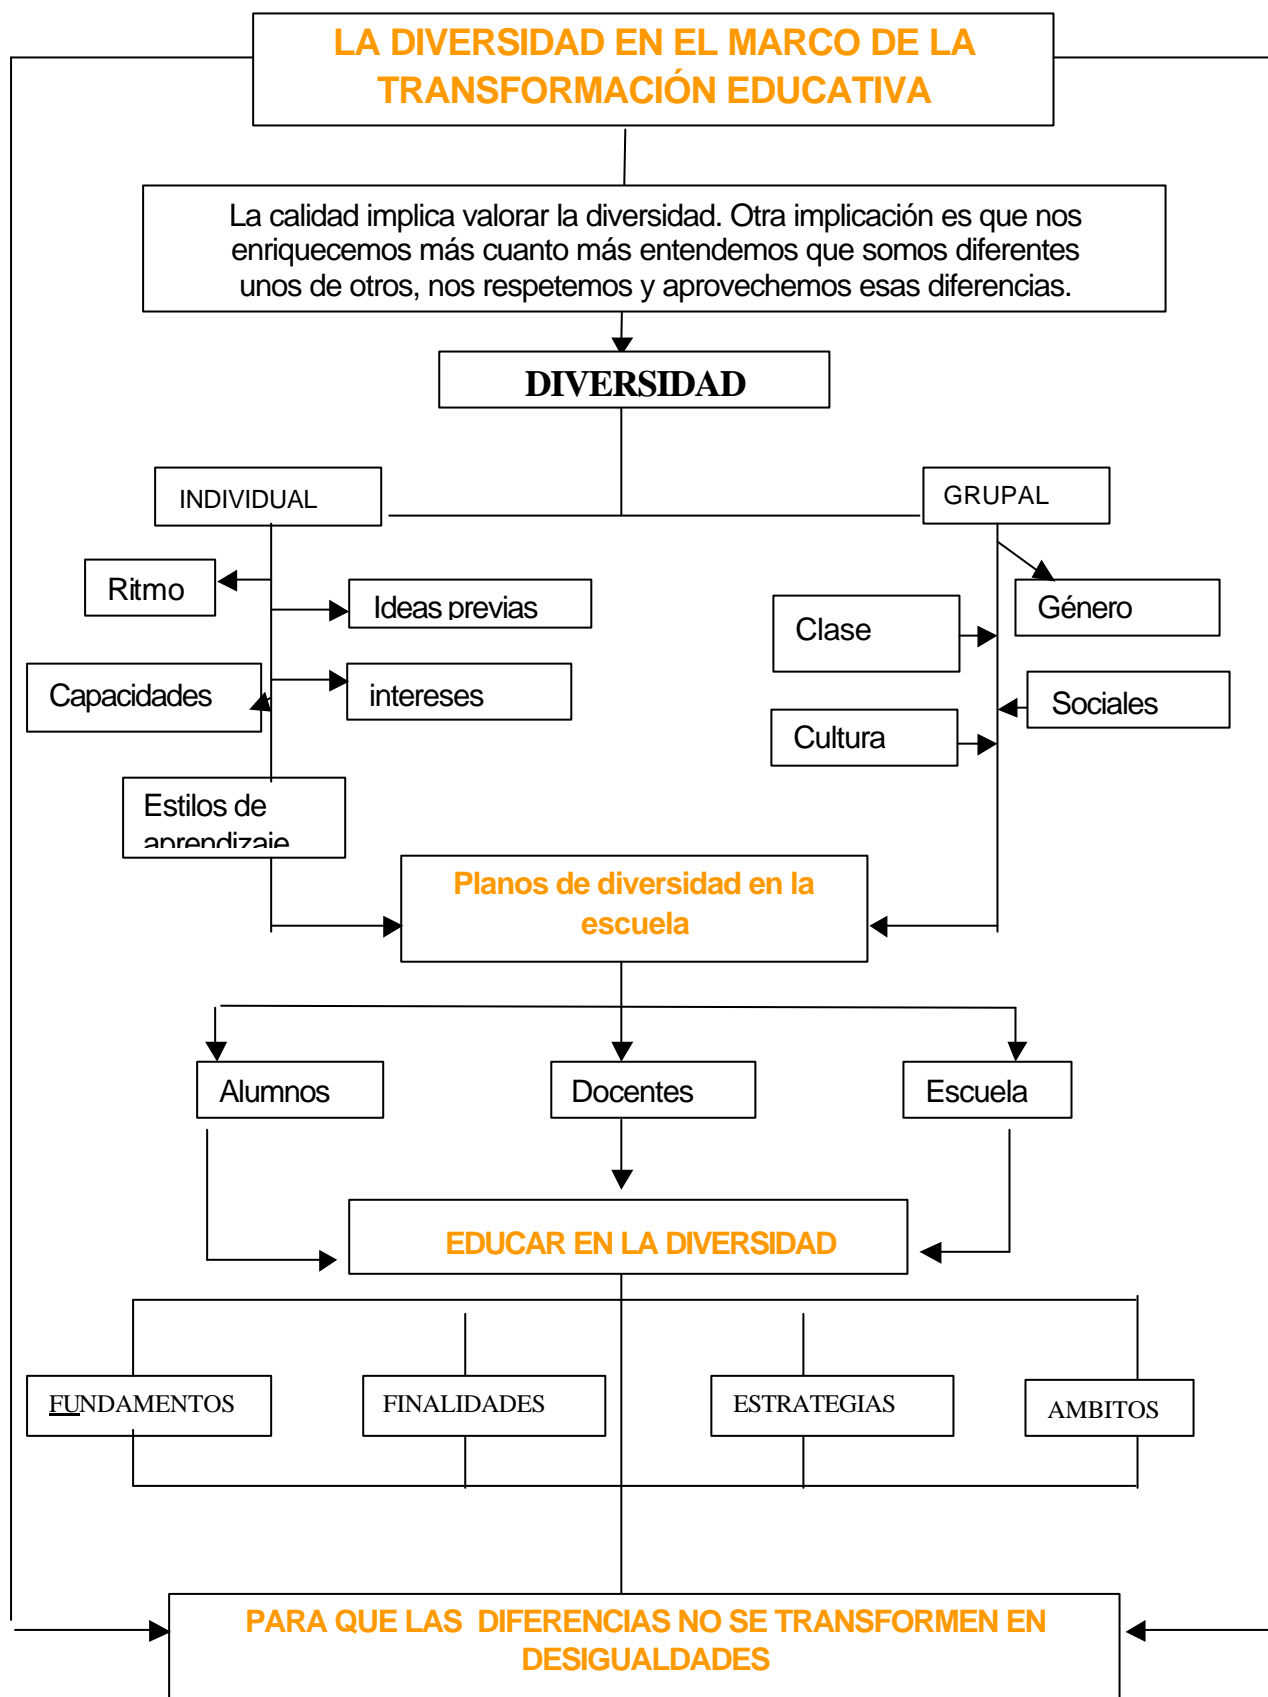 LA DIVERSIDAD EN EL MARCO DE LA
TRANSFORMACIÓN EDUCATIVA
La calidad implica valorar la diversidad. Otra implicación es que nos
enriquecemos más cuanto más entendemos que somos diferentes
unos de otros, nos respetemos y aprovechemos esas diferencias.
DIVERSIDAD
INDIVIDUAL
GRUPAL
Ritmo
Ideas previas
Género
Clase
Capacidades
intereses
Sociales
Cultura
Estilos de
aprendizaje
Planos de diversidad en la
escuela
Alumnos
Docentes
Escuela
EDUCAR EN LA DIVERSIDAD
FUNDAMENTOS
FINALIDADES
ESTRATEGIAS
AMBITOS
PARA QUE LAS DIFERENCIAS NO SE TRANSFORMEN EN
DESIGUALDADES